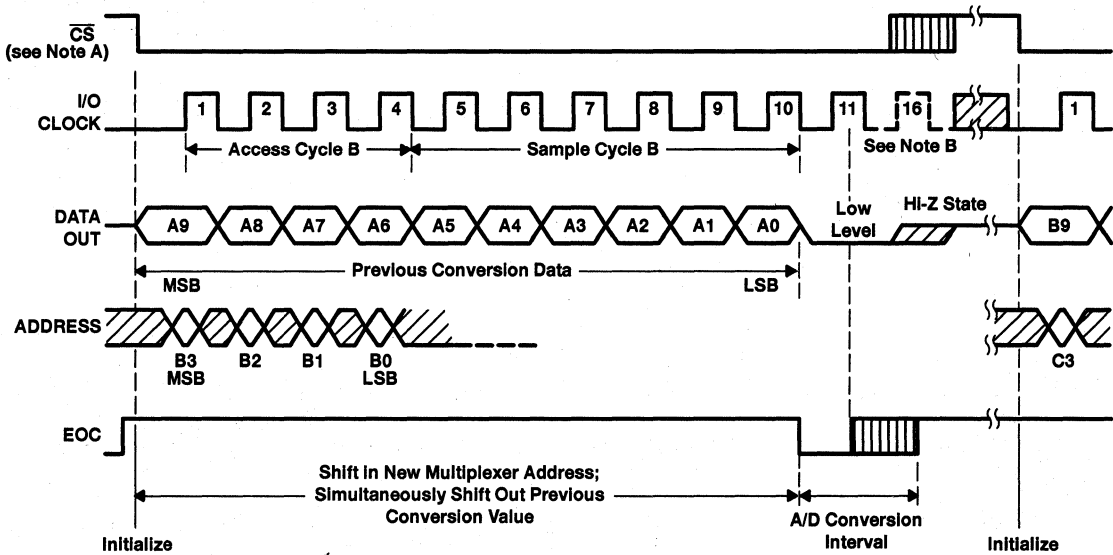 CS
(see Note A)
I/O
CLOCK
1 2 3 4 5 6 7 8 9 10 11 16 1
Access Cycle B
Sample Cycle B
See Note B
DATA
OUT
A9 A8 A7 A6 A5 A4 A3 A2 A1 A0
Low
Level
Hi-Z State
B9
Previous Conversion Data
MSB
LSB
ADDRESS
B3 B2 B1 B0
MSB LSB
C3
EOC
Shift in New Multiplexer Address;
Simultaneously Shift Out Previous
Conversion Value
A/D Conversion
Interval
Initialize
Initialize